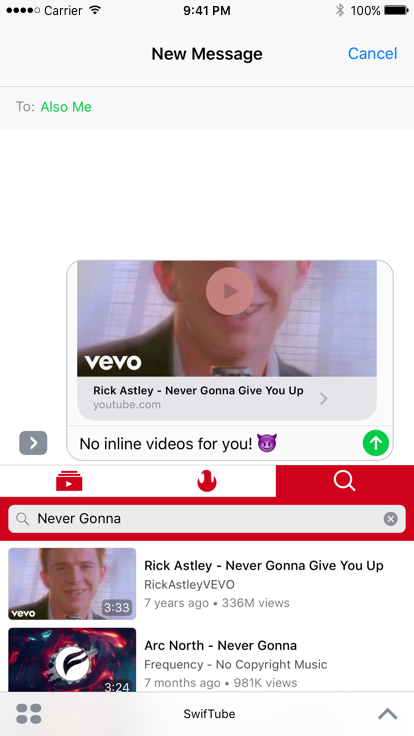 Carrier 9:41 PM 100%
New Message Cancel
To: Also Me
vevo
Rick Astley - Never Gonna Give You Up
youtube.com
No inline videos for you! 😈
Never Gonna
Rick Astley - Never Gonna Give You Up
RickAstleyVEVO
7 years ago • 336M views
vevo 3:33
Arc North - Never Gonna
Frequency - No Copyright Music
7 months ago • 981K views
3:24
SwifTube